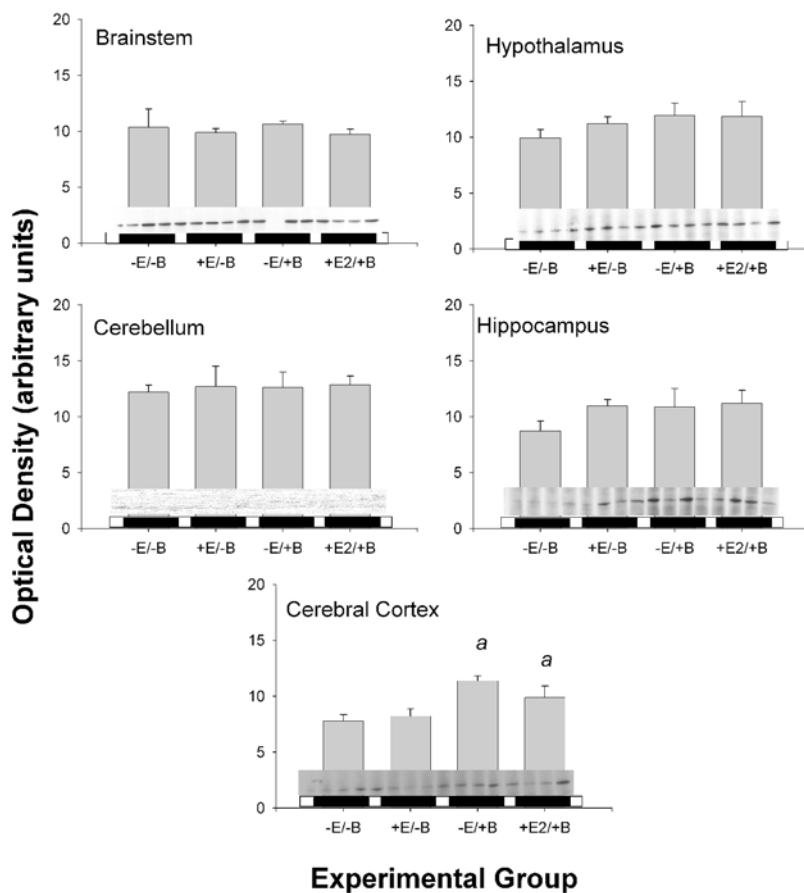 Optical Density (arbitrary units)
Brainstem
20
15
10
5
0
-E/-B +E/-B -E/+B +E2/+B
Hypothalamus
20
15
10
5
0
-E/-B +E/-B -E/+B +E2/+B
Cerebellum
20
15
10
5
0
-E/-B +E/-B -E/+B +E2/+B
Hippocampus
20
15
10
5
0
-E/-B +E/-B -E/+B +E2/+B
Cerebral Cortex
20
15
10
5
0
a a
-E/-B +E/-B -E/+B +E2/+B
Experimental Group